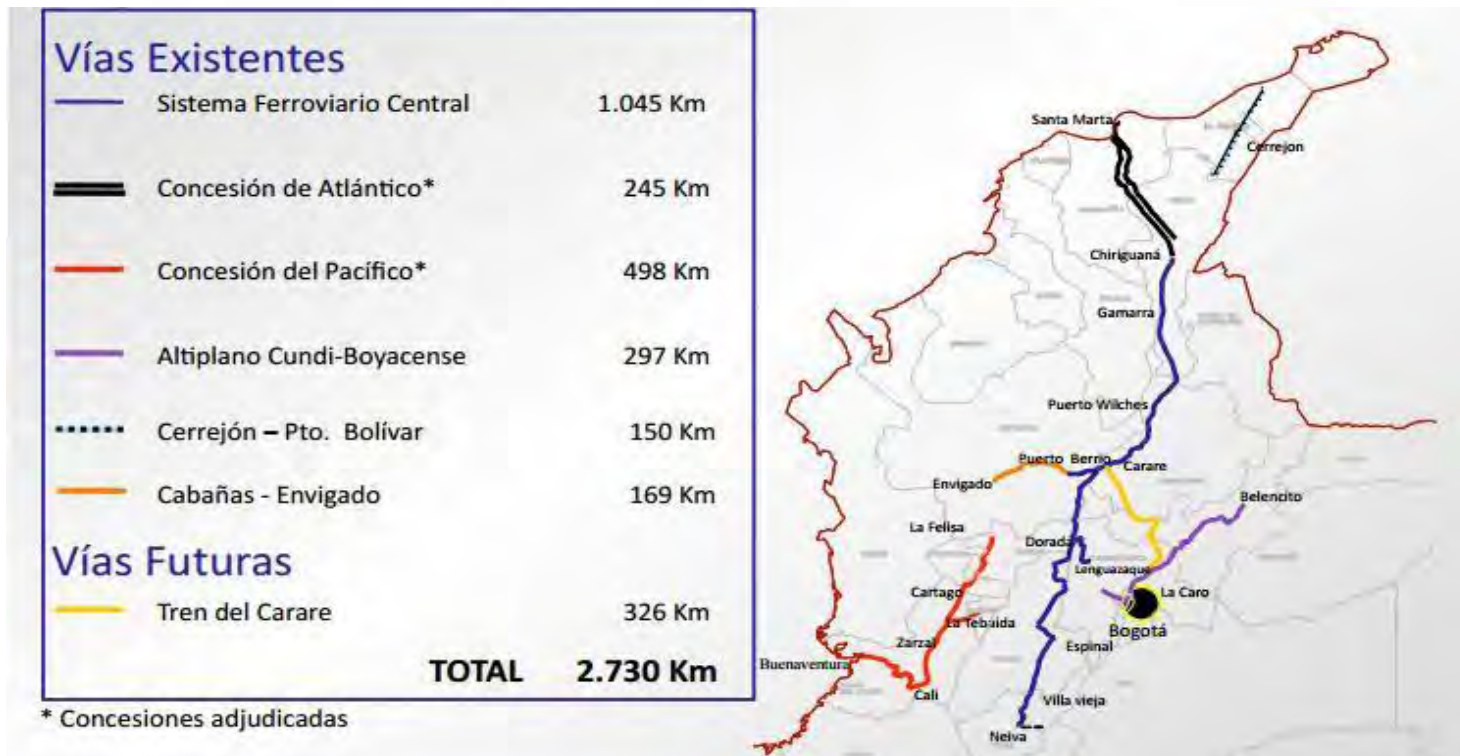 Vías Existentes
Sistema Ferroviario Central 1.045 Km
Concesión de Atlántico* 245 Km
Concesión del Pacífico* 498 Km
Altiplano Cundi-Boyacense 297 Km
Cerrejón – Pto. Bolívar 150 Km
Cabañas - Envigado 169 Km
Vías Futuras
Tren del Carare 326 Km
TOTAL 2.730 Km
* Concesiones adjudicadas
Santa Marta
Cerrejon
Chiriguaná
Gamarra
Puerto Wilches
Puerto Berrio
Carare
Envigado
Belencito
La Felisa
Dorada
Lenguazaque
Cartago
La Caro
La Tebaida
Bogotá
Zarzal
Espinal
Buenaventura
Cali
Villa vieja
Neiva